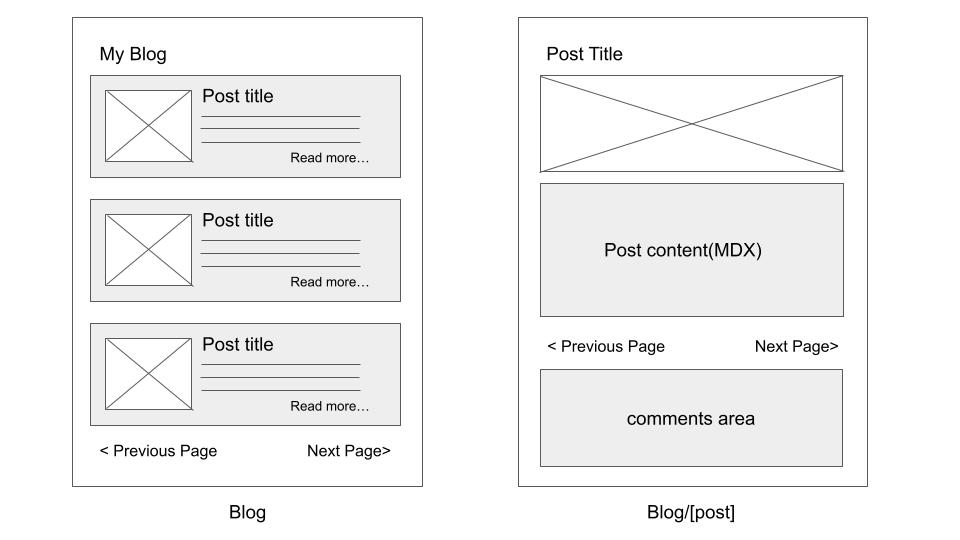 My Blog
Post title
Read more…
Post title
Read more…
Post title
Read more…
< Previous Page Next Page>
Blog
Post Title
Post content(MDX)
< Previous Page Next Page>
comments area
Blog/[post]